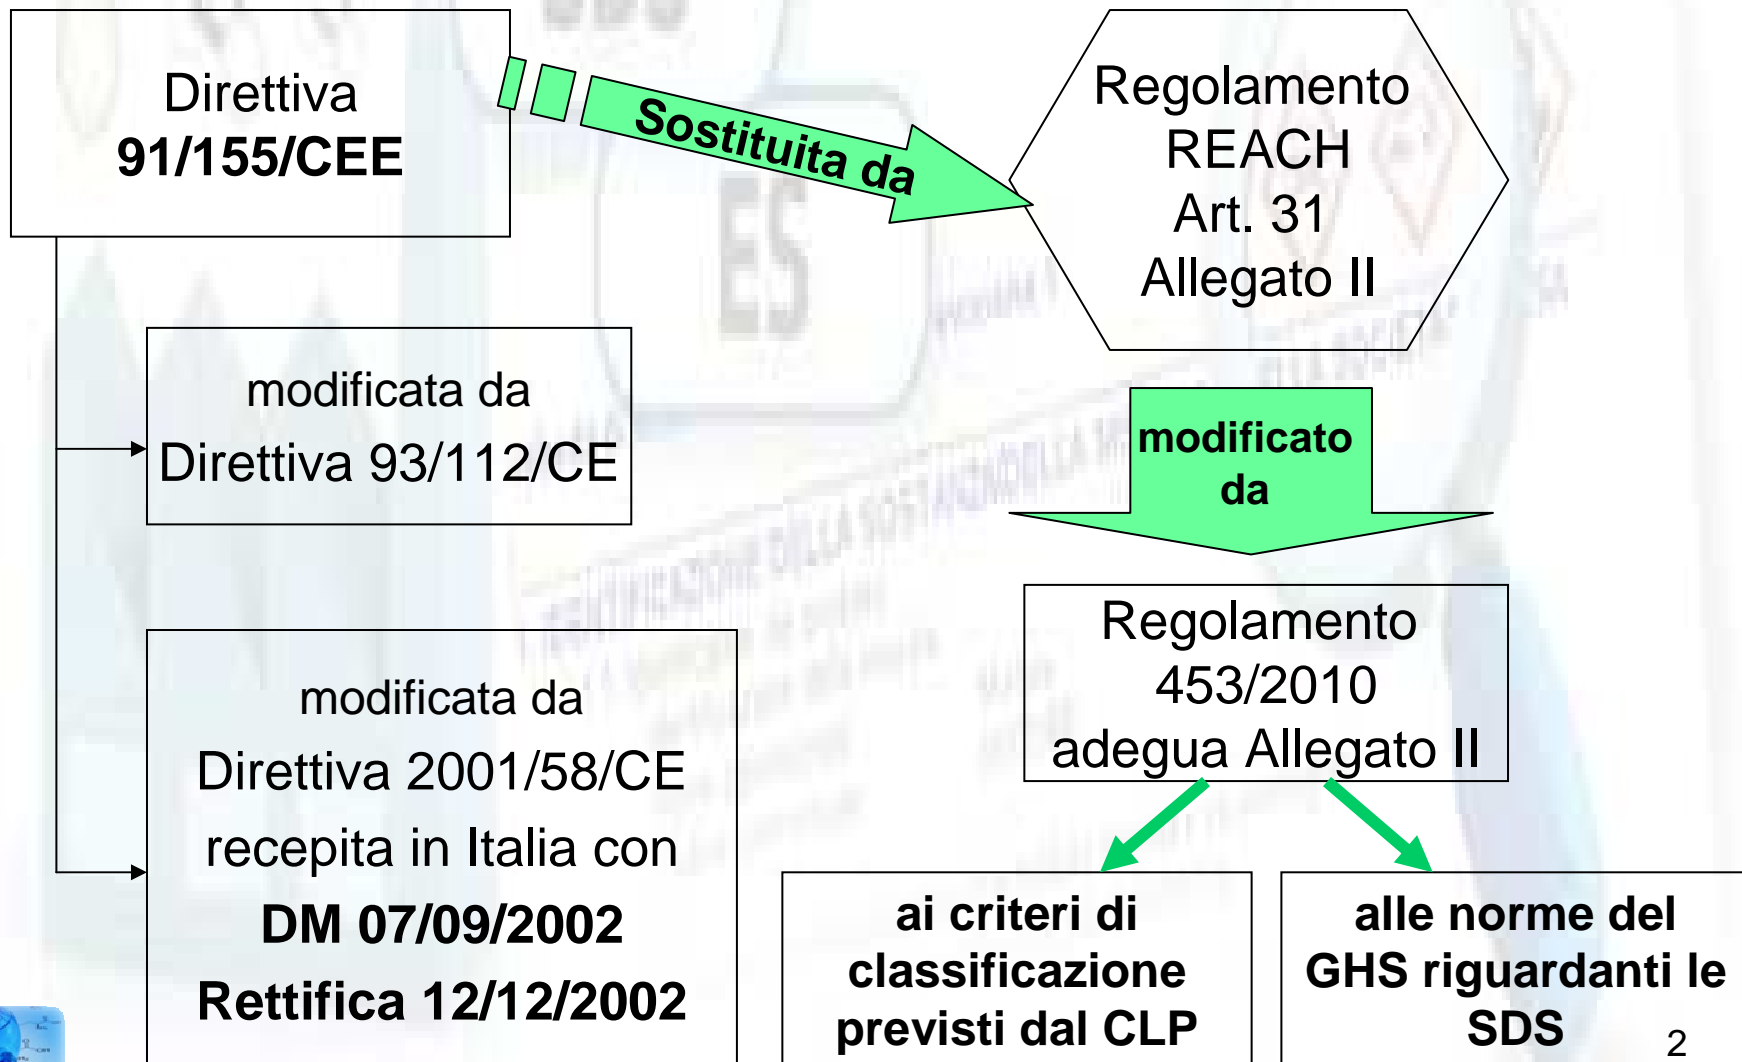 Direttiva
91/155/CEE
Sostituita da
Regolamento
REACH
Art. 31
Allegato II
modificata da
Direttiva 93/112/CE
modificato
da
modificata da
Direttiva 2001/58/CE
recepita in Italia con
DM 07/09/2002
Rettifica 12/12/2002
Regolamento
453/2010
adegua Allegato II
ai criteri di
classificazione
previsti dal CLP
alle norme del
GHS riguardanti le
SDS
2
SDS
ES